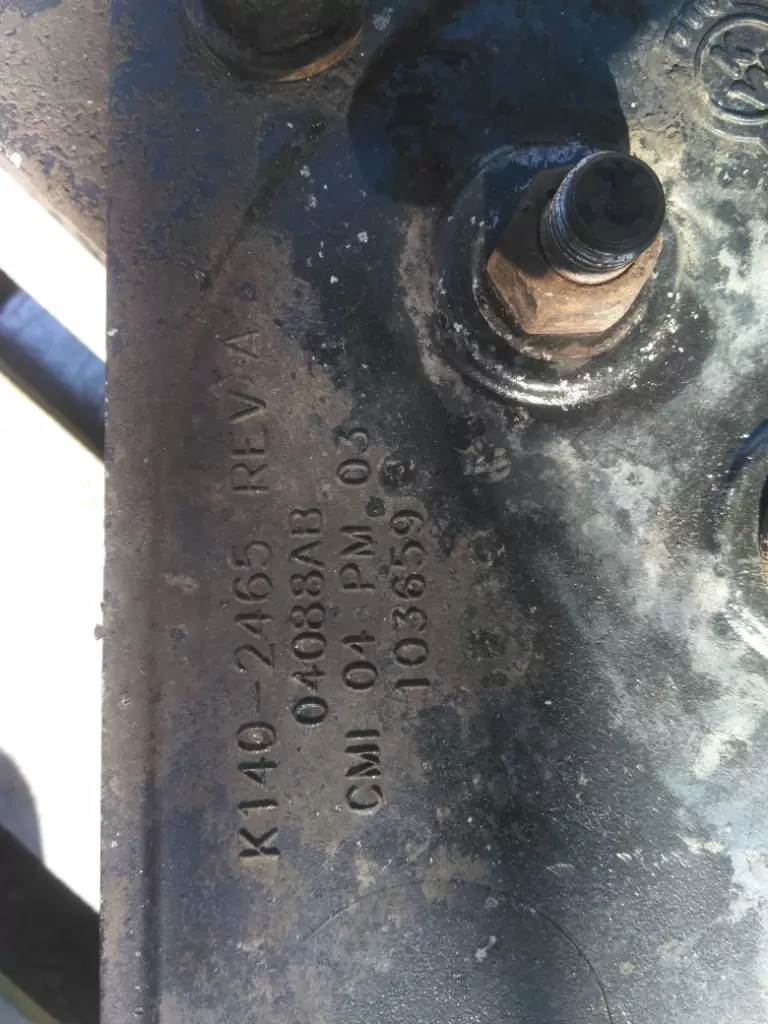 K140-2465 REV A
04088AB
CMI 04 PM 03
103659